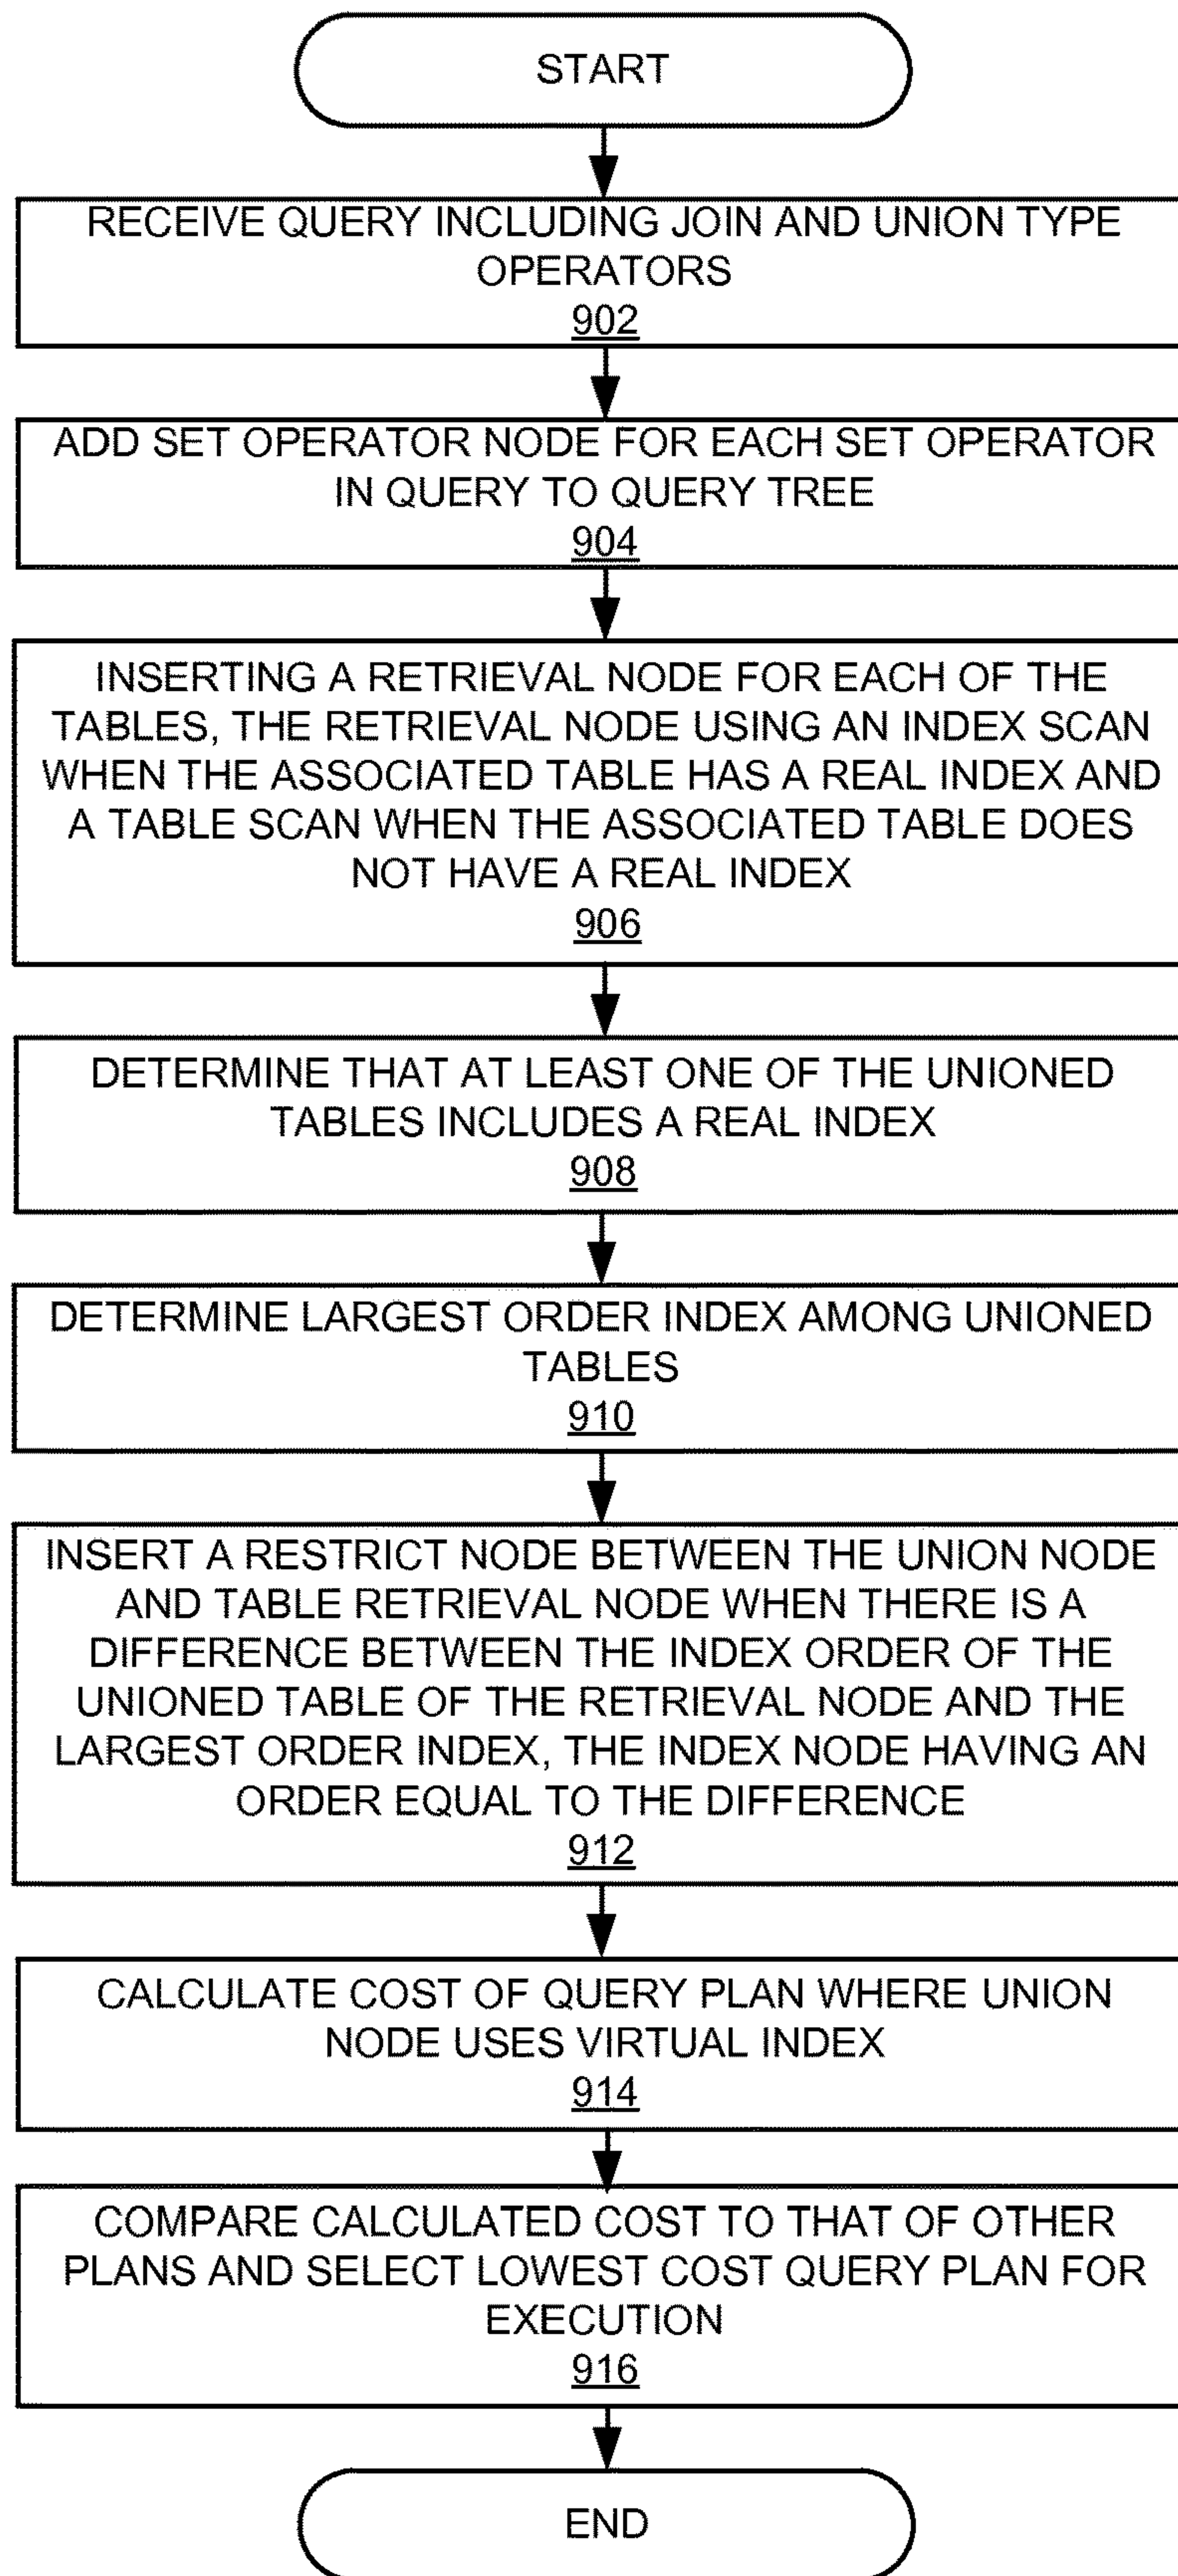 START
RECEIVE QUERY INCLUDING JOIN AND UNION TYPE
OPERATORS
902
ADD SET OPERATOR NODE FOR EACH SET OPERATOR
IN QUERY TO QUERY TREE
904
INSERTING A RETRIEVAL NODE FOR EACH OF THE
TABLES, THE RETRIEVAL NODE USING AN INDEX SCAN
WHEN THE ASSOCIATED TABLE HAS A REAL INDEX AND
A TABLE SCAN WHEN THE ASSOCIATED TABLE DOES
NOT HAVE A REAL INDEX
906
DETERMINE THAT AT LEAST ONE OF THE UNIONED
TABLES INCLUDES A REAL INDEX
908
DETERMINE LARGEST ORDER INDEX AMONG UNIONED
TABLES
910
INSERT A RESTRICT NODE BETWEEN THE UNION NODE
AND TABLE RETRIEVAL NODE WHEN THERE IS A
DIFFERENCE BETWEEN THE INDEX ORDER OF THE
UNIONED TABLE OF THE RETRIEVAL NODE AND THE
LARGEST ORDER INDEX, THE INDEX NODE HAVING AN
ORDER EQUAL TO THE DIFFERENCE
912
CALCULATE COST OF QUERY PLAN WHERE UNION
NODE USES VIRTUAL INDEX
914
COMPARE CALCULATED COST TO THAT OF OTHER
PLANS AND SELECT LOWEST COST QUERY PLAN FOR
EXECUTION
916
END